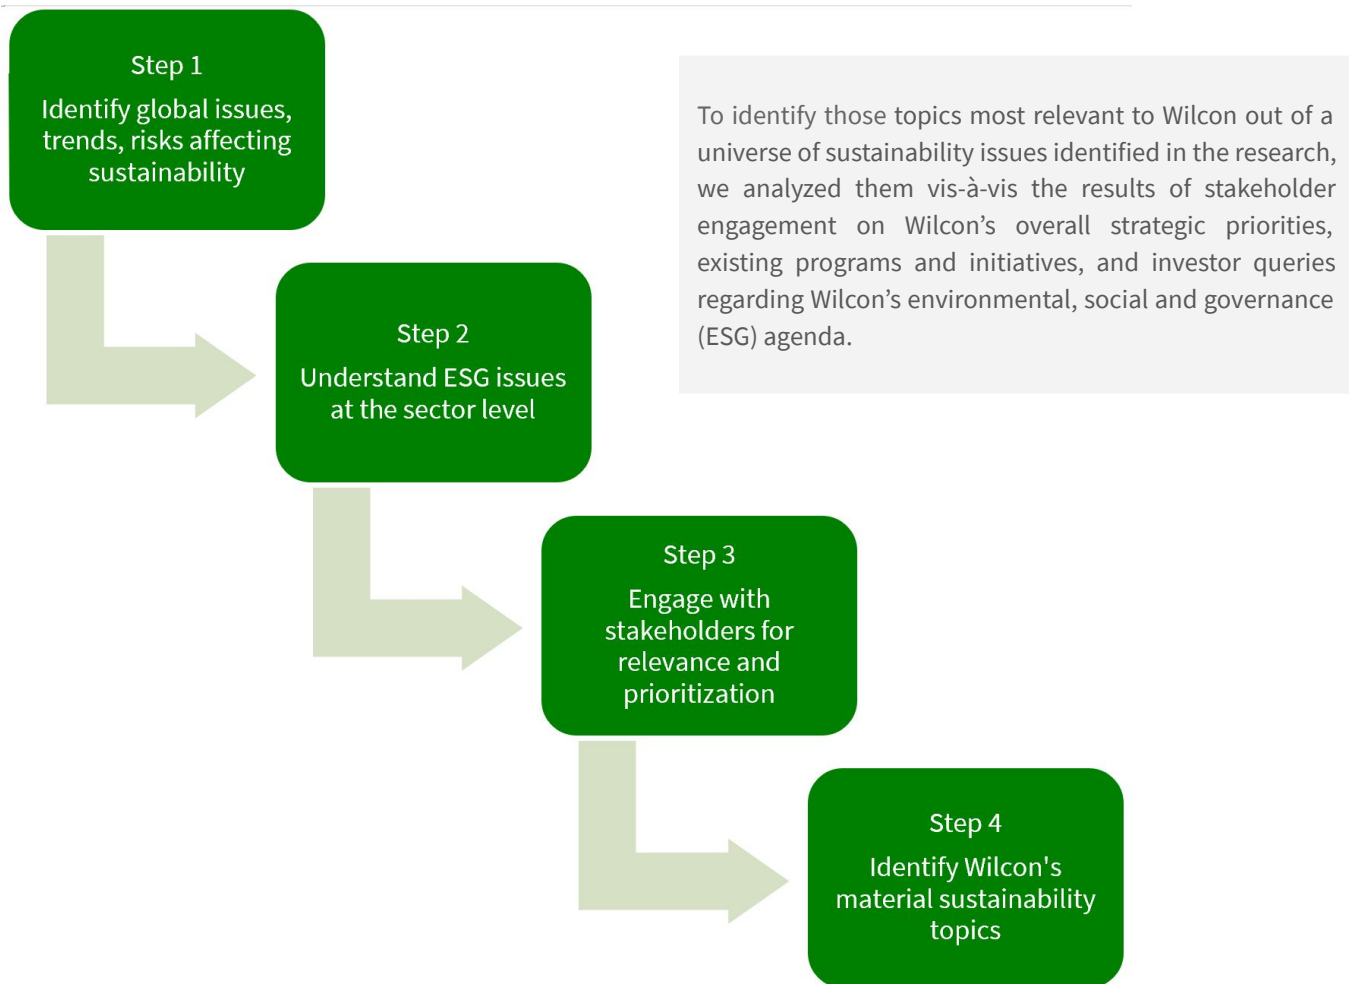 Step 1
Identify global issues,
trends, risks affecting
sustainability
To identify those topics most relevant to Wilcon out of a
universe of sustainability issues identified in the research,
we analyzed them vis-à-vis the results of stakeholder
engagement on Wilcon’s overall strategic priorities,
existing programs and initiatives, and investor queries
regarding Wilcon’s environmental, social and governance
(ESG) agenda.
Step 2
Understand ESG issues
at the sector level
Step 3
Engage with
stakeholders for
relevance and
prioritization
Step 4
Identify Wilcon's
material sustainability
topics